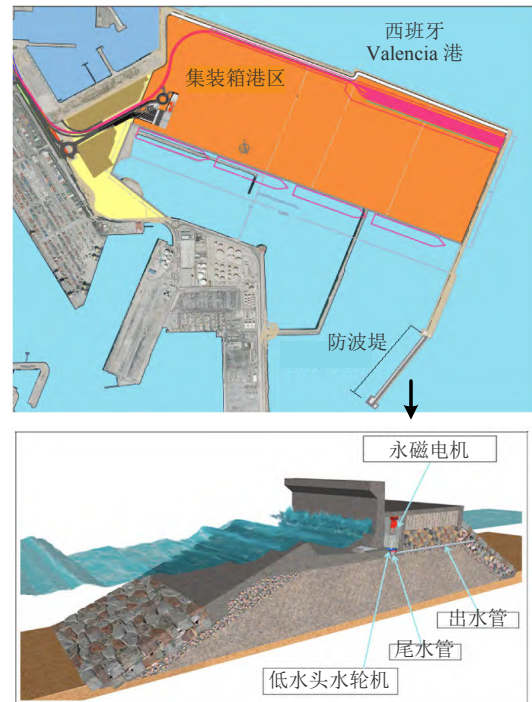 西班牙
Valencia 港
集装箱港区
防波堤
永磁电机
出水管
尾水管
低水头水轮机